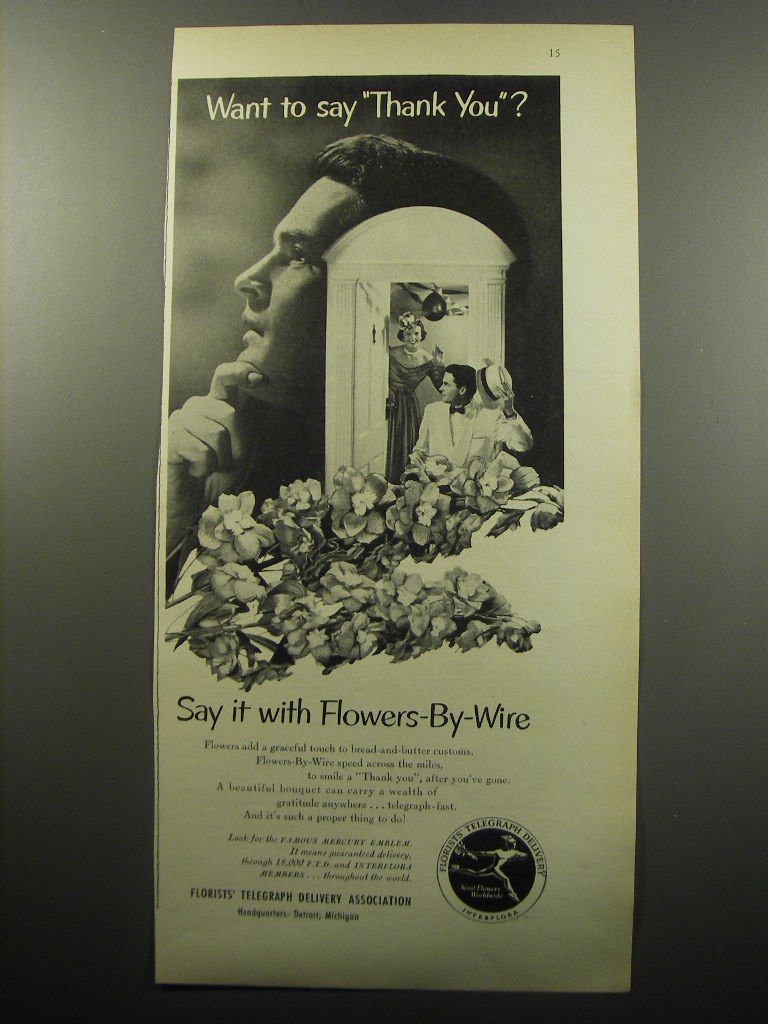 15
Want to say "Thank You"?
Say it with Flowers-By-Wire
Flowers add a graceful touch to bread-and-butter customs.
Flowers-By-Wire speed across the miles,
to smile a "Thank you", after you've gone.
A beautiful bouquet can carry a wealth of
gratitude anywhere . . . telegraph-fast.
And it's such a proper thing to do!
Look for the FAMOUS MERCURY EMBLEM.
It means guaranteed delivery,
through 18,000 F.T.D. and INTERFLORA
MEMBERS . . . throughout the world.
FLORISTS' TELEGRAPH DELIVERY ASSOCIATION
Headquarters: Detroit, Michigan
FLORISTS' TELEGRAPH DELIVERY
Send Flowers
Worldwide
INTERFLORA